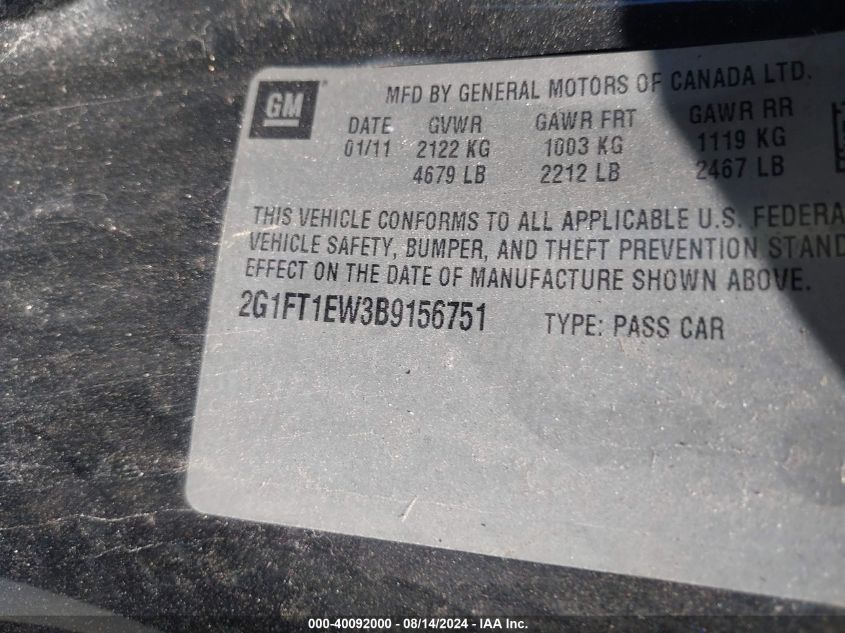 GM
MFD BY GENERAL MOTORS OF CANADA LTD.
DATE GVWR GAWR FRT GAWR RR
01/11 2122 KG 1003 KG 1119 KG
4679 LB 2212 LB 2467 LB
THIS VEHICLE CONFORMS TO ALL APPLICABLE U.S. FEDERA
VEHICLE SAFETY, BUMPER, AND THEFT PREVENTION STAND
EFFECT ON THE DATE OF MANUFACTURE SHOWN ABOVE.
2G1FT1EW3B9156751 TYPE: PASS CAR
000-40092000 - 08/14/2024 - IAA Inc.